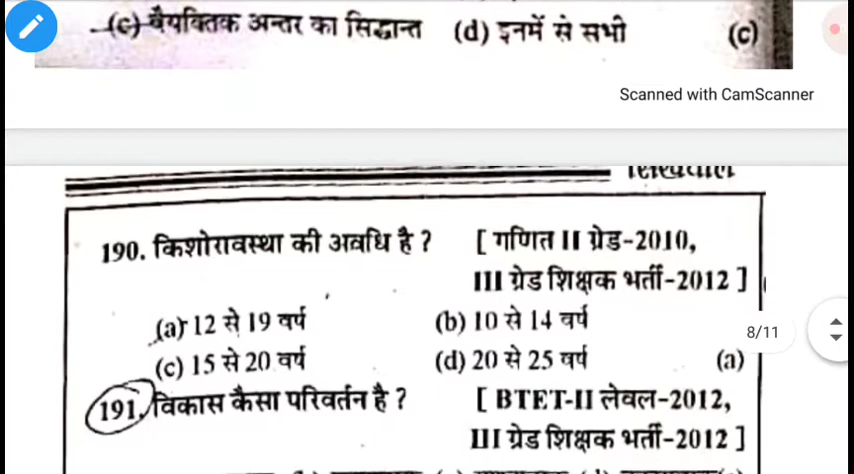 (c) वैयक्तिक अन्तर का सिद्धान्त (d) इनमें से सभी (c)
Scanned with CamScanner
190. किशोरावस्था की अवधि है ? [ गणित II ग्रेड-2010,
III ग्रेड शिक्षक भर्ती-2012 ]
(a) 12 से 19 वर्ष (b) 10 से 14 वर्ष
8/11
(c) 15 से 20 वर्ष (d) 20 से 25 वर्ष (a)
191. विकास कैसा परिवर्तन है ? [ BTET-II लेवल-2012,
III ग्रेड शिक्षक भर्ती-2012 ]